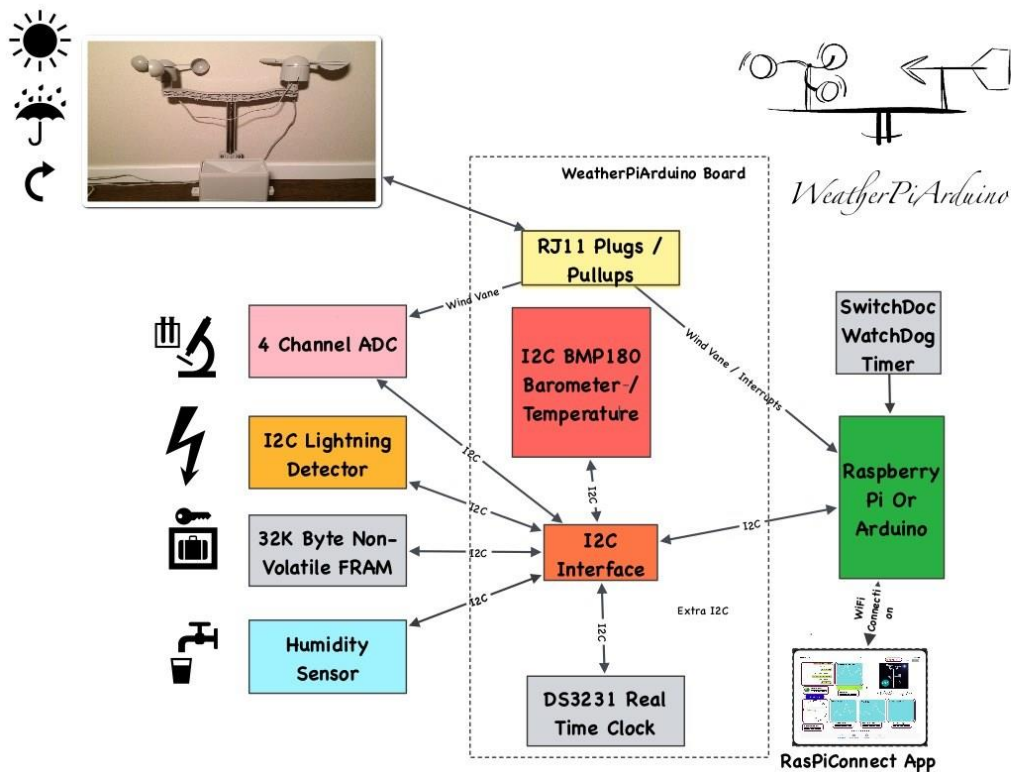 WeatherPiArduino Board
WeatherPiArduino
RJ11 Plugs /
Pullups
Wind Vane
Wind Vane / Interrupts
SwitchDoc
WatchDog
Timer
4 Channel ADC
I2C BMP180
Barometer /
Temperature
I2C
I2C Lightning
Detector
I2C
I2C
Raspberry
Pi Or
Arduino
32K Byte Non-
Volatile FRAM
I2C
I2C
Interface
I2C
I2C
Extra I2C
WiFi
Connecti
on
Humidity
Sensor
I2C
DS3231 Real
Time Clock
RasPiConnect App